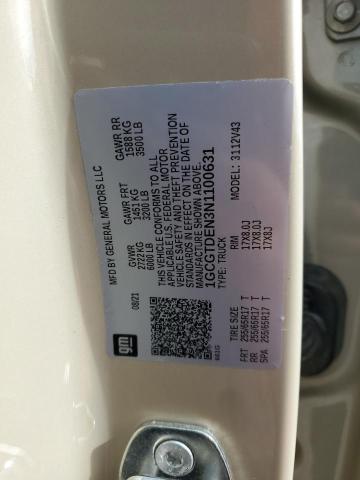 gm
MFD BY GENERAL MOTORS LLC
08/21 GVWR GAWR FRT GAWR RR
2722 KG 1451 KG 1588 KG
6000 LB 3200 LB 3500 LB
THIS VEHICLE CONFORMS TO ALL
APPLICABLE U.S. FEDERAL MOTOR
VEHICLE SAFETY AND THEFT PREVENTION
STANDARDS IN EFFECT ON THE DATE OF
MANUFACTURE SHOWN ABOVE.
1GCGTDEN3N1100631
TYPE: TRUCK MODEL: 3112V43
TIRE SIZE RIM
FRT 255/65R17 T 17X8.0J
RR 255/65R17 T 17X8.0J
SPA 255/65R17 T 17X8J